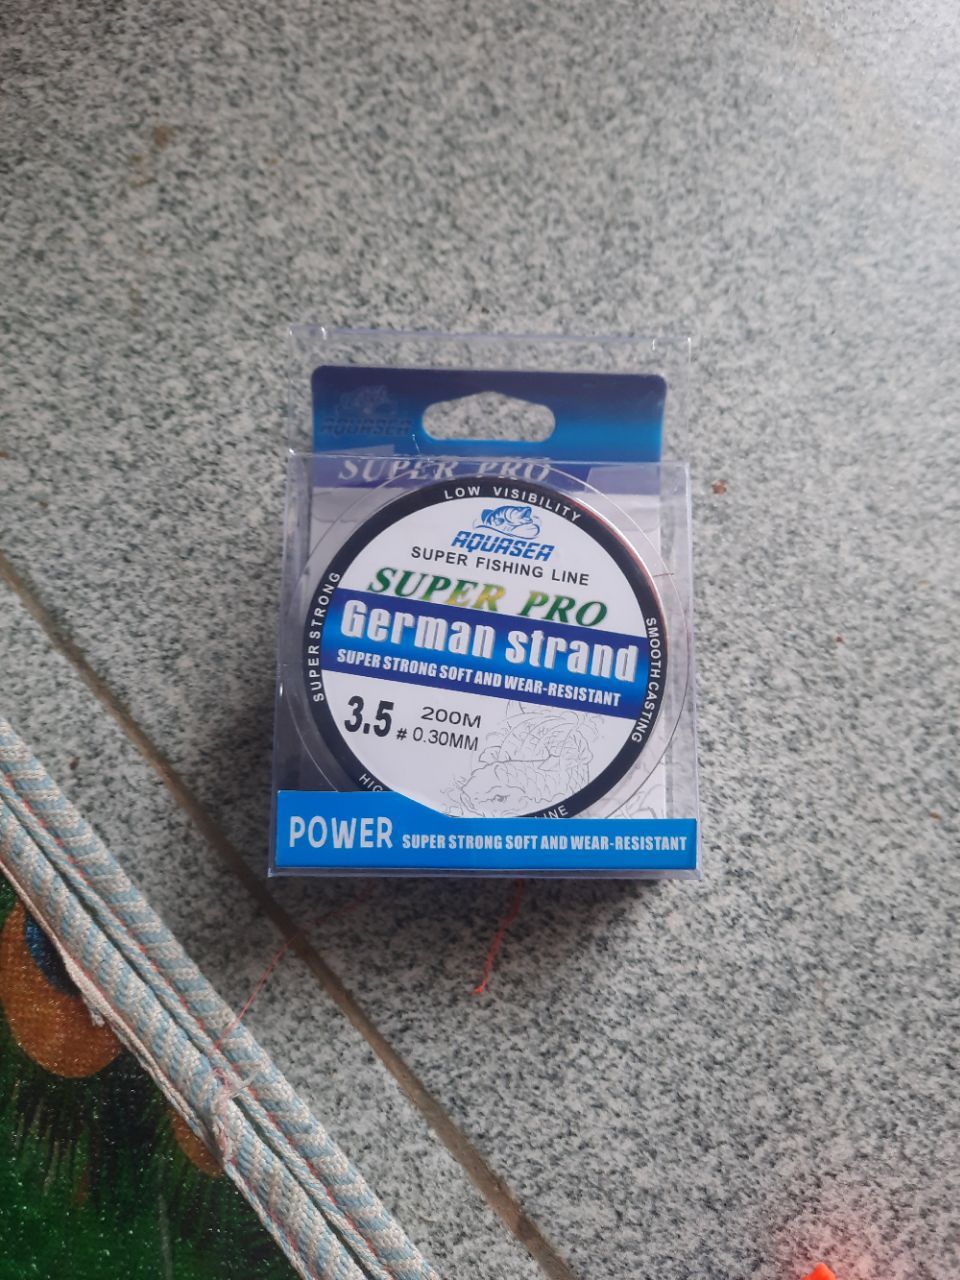 AQUASEA
SUPER PRO
LOW VISIBILITY
AQUASEA
SUPER FISHING LINE
SUPER PRO
German strand
SUPER STRONG SOFT AND WEAR-RESISTANT
3.5 # 200M
0.30MM
SUPER STRONG
SMOOTH CASTING
POWER SUPER STRONG SOFT AND WEAR-RESISTANT